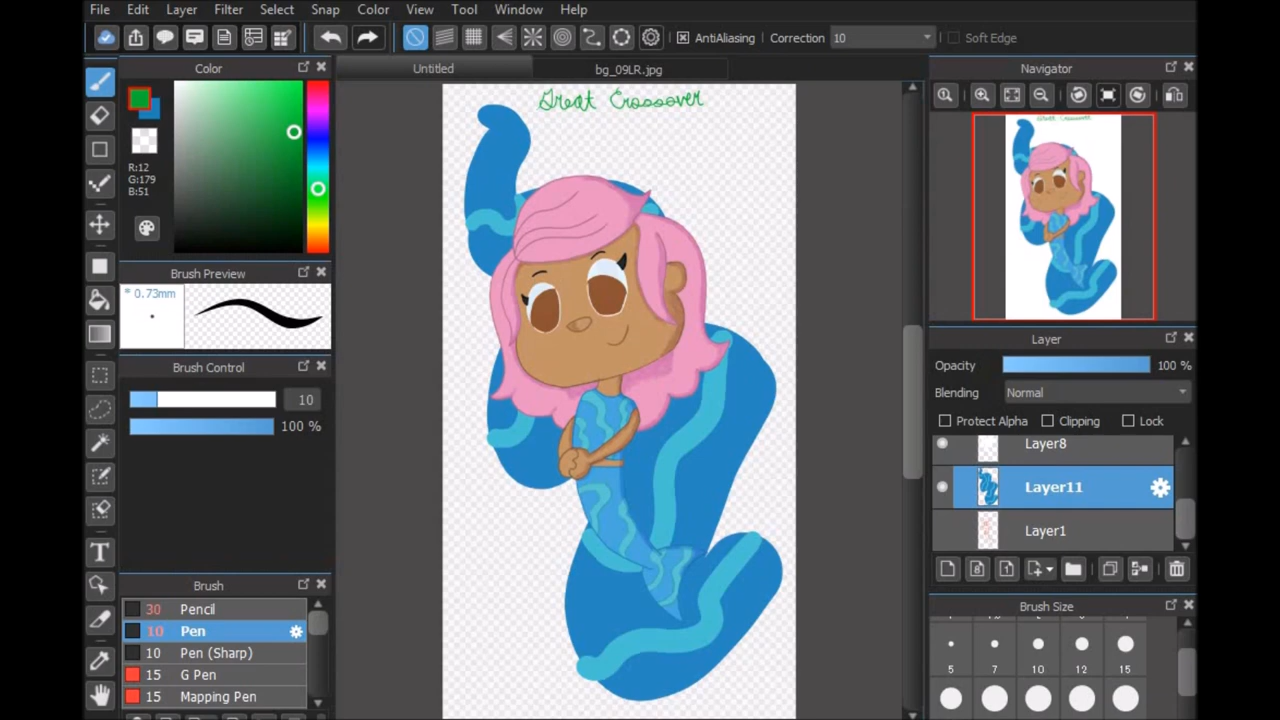 File Edit Layer Filter Select Snap Color View Tool Window Help
AntiAliasing Correction 10 Soft Edge
Color
R:12
G:179
B:51
Brush Preview
* 0.73mm
Brush Control
10
100 %
Brush
30 Pencil
10 Pen
10 Pen (Sharp)
15 G Pen
15 Mapping Pen
Untitled bg_09LR.jpg
Great Crossover
Navigator
Layer
Opacity 100 %
Blending Normal
Protect Alpha Clipping Lock
Layer8
Layer11
Layer1
Brush Size
5 7 10 12 15